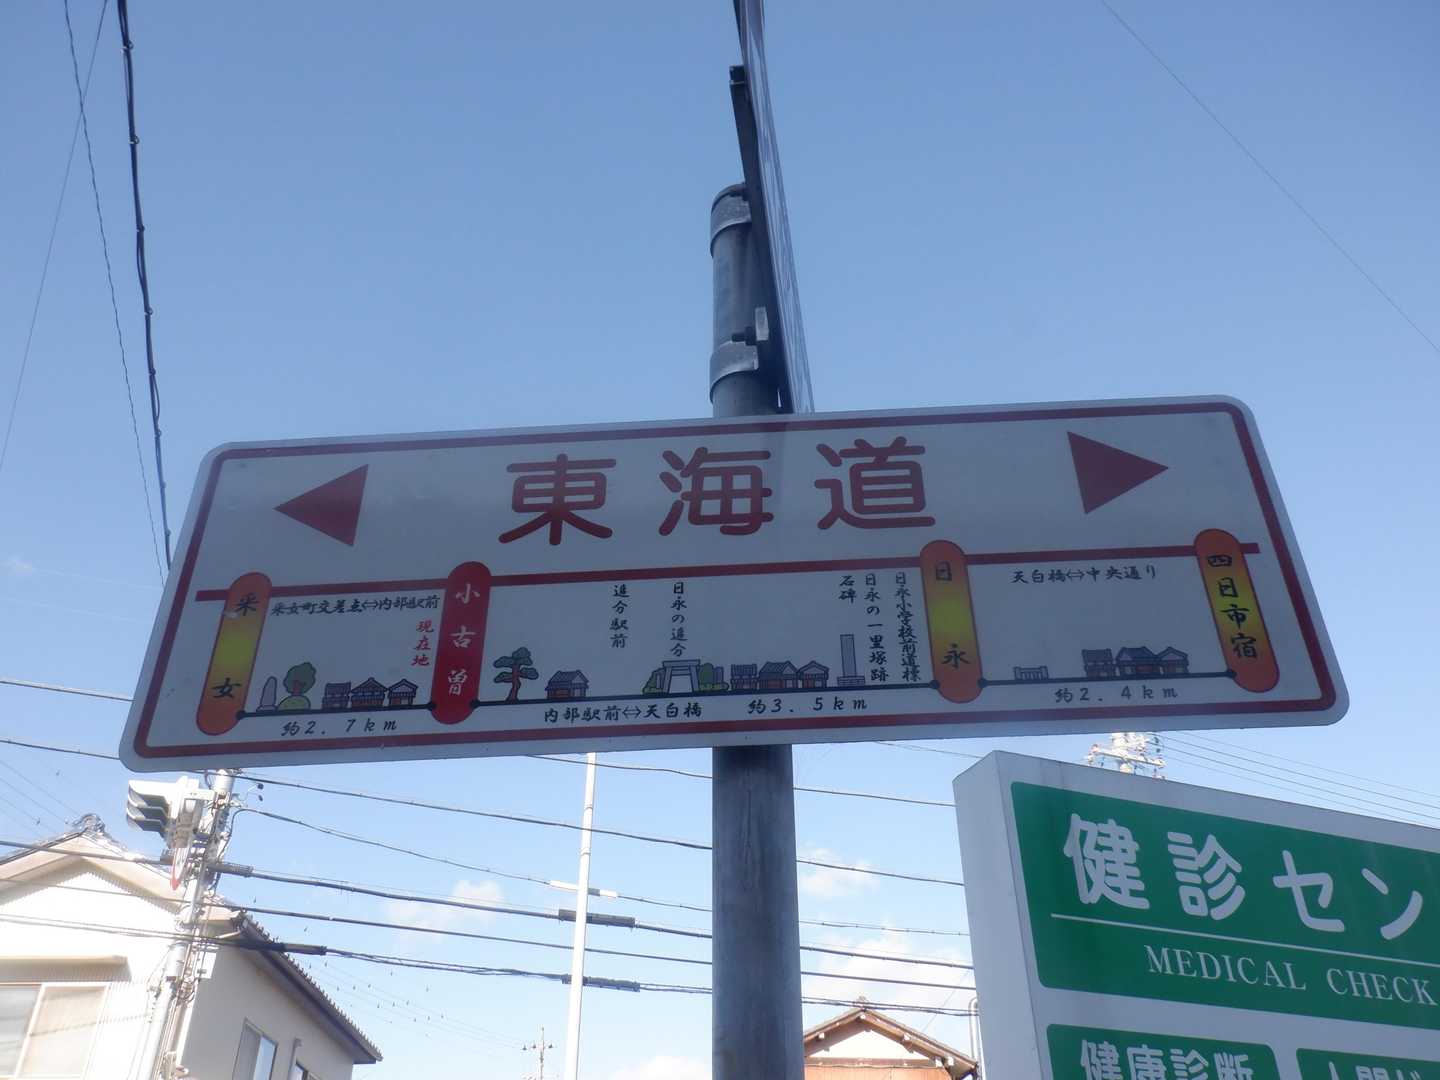 東海道
采女
采女町交差点⇔内部駅前
現在地
約2.7km
小古曽
追分駅前
日永の追分
内部駅前⇔天白橋
約3.5km
石碑
日永の一里塚跡
日永小学校前道標
日永
天白橋⇔中央通り
約2.4km
四日市宿
健診セン
MEDICAL CHECK
健康診断